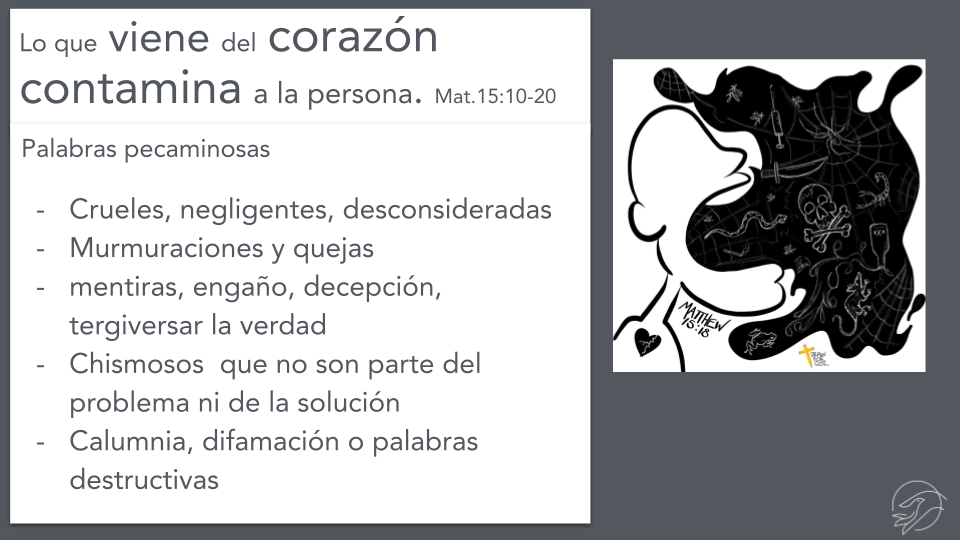 Lo que viene del corazón
contamina a la persona. Mat.15:10-20
Palabras pecaminosas
- Crueles, negligentes, desconsideradas
- Murmuraciones y quejas
- mentiras, engaño, decepción,
tergiversar la verdad
- Chismosos  que no son parte del
problema ni de la solución
- Calumnia, difamación o palabras
destructivas
MATTHEW
15:18